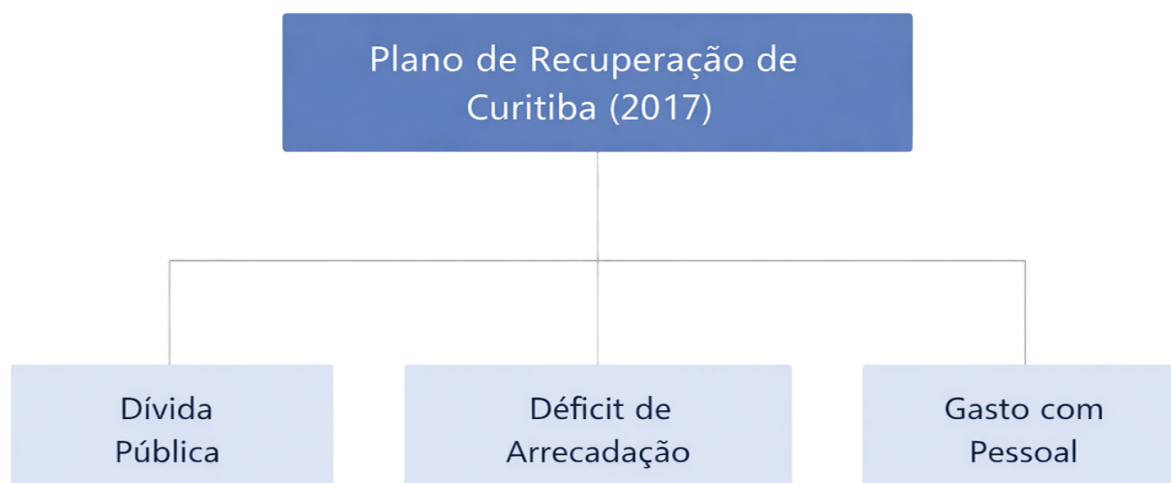 Plano de Recuperação de
Curitiba (2017)
Dívida
Pública
Déficit de
Arrecadação
Gasto com
Pessoal